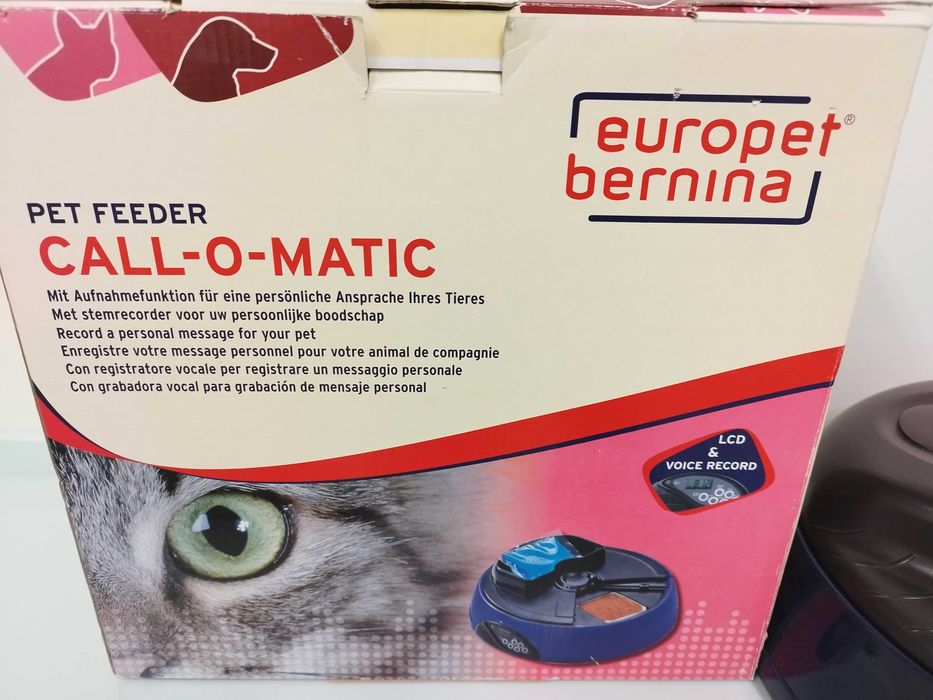 europet®
bernina
PET FEEDER
CALL-O-MATIC
Mit Aufnahmefunktion für eine persönliche Ansprache Ihres Tieres
Met stemrecorder voor uw persoonlijke boodschap
Record a personal message for your pet
Enregistre votre message personnel pour votre animal de compagnie
Con registratore vocale per registrare un messaggio personale
Con grabadora vocal para grabación de mensaje personal
LCD
&
VOICE RECORD